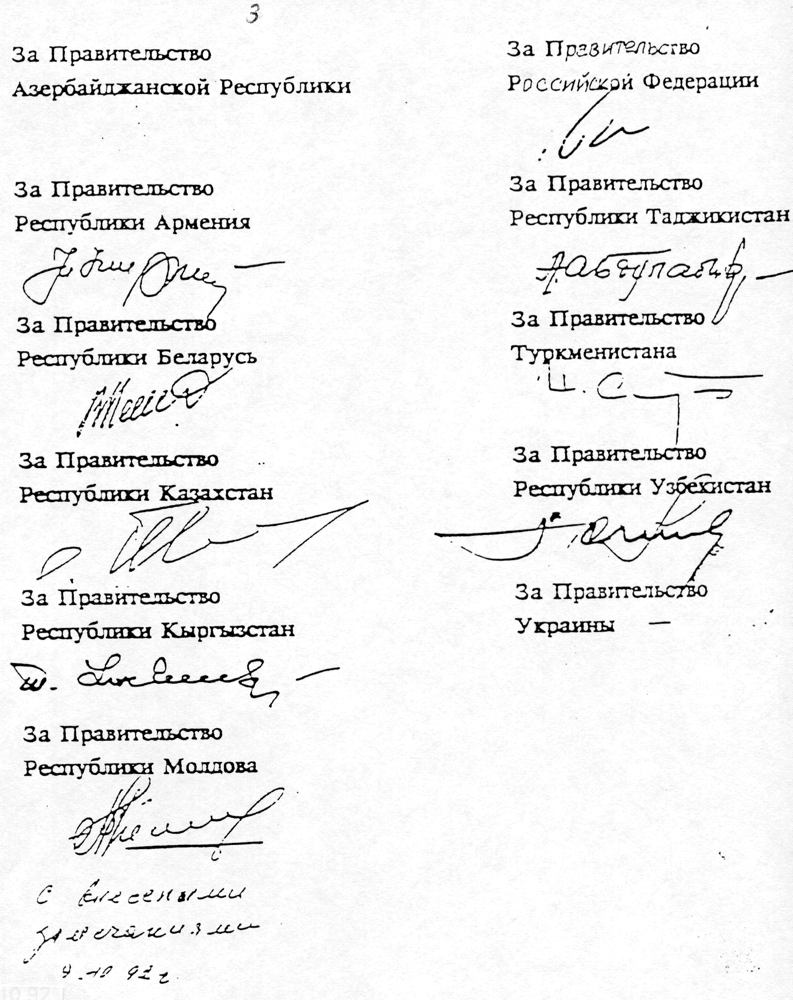 3
За Правительство
Азербайджанской Республики
За Правительство
Республики Армения
За Правительство
Республики Беларусь
За Правительство
Республики Казахстан
За Правительство
Республики Кыргызстан
За Правительство
Республики Молдова
с внесеными
замечаниями
9.10 92 г.
За Правительство
Российской Федерации
За Правительство
Республики Таджикистан
За Правительство
Туркменистана
За Правительство
Республики Узбекистан
За Правительство
Украины —